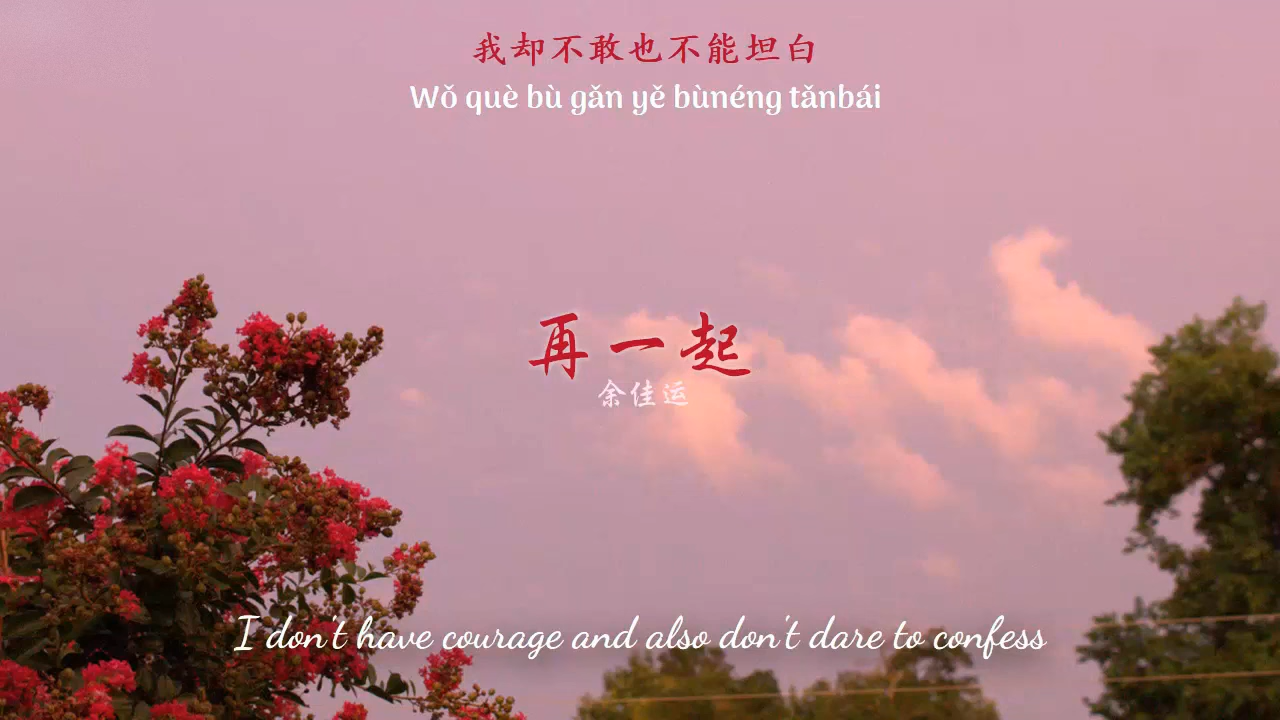 我却不敢也不能坦白
Wǒ què bù gǎn yě bùnéng tǎnbái
再一起
余佳运
I don't have courage and also don't dare to confess